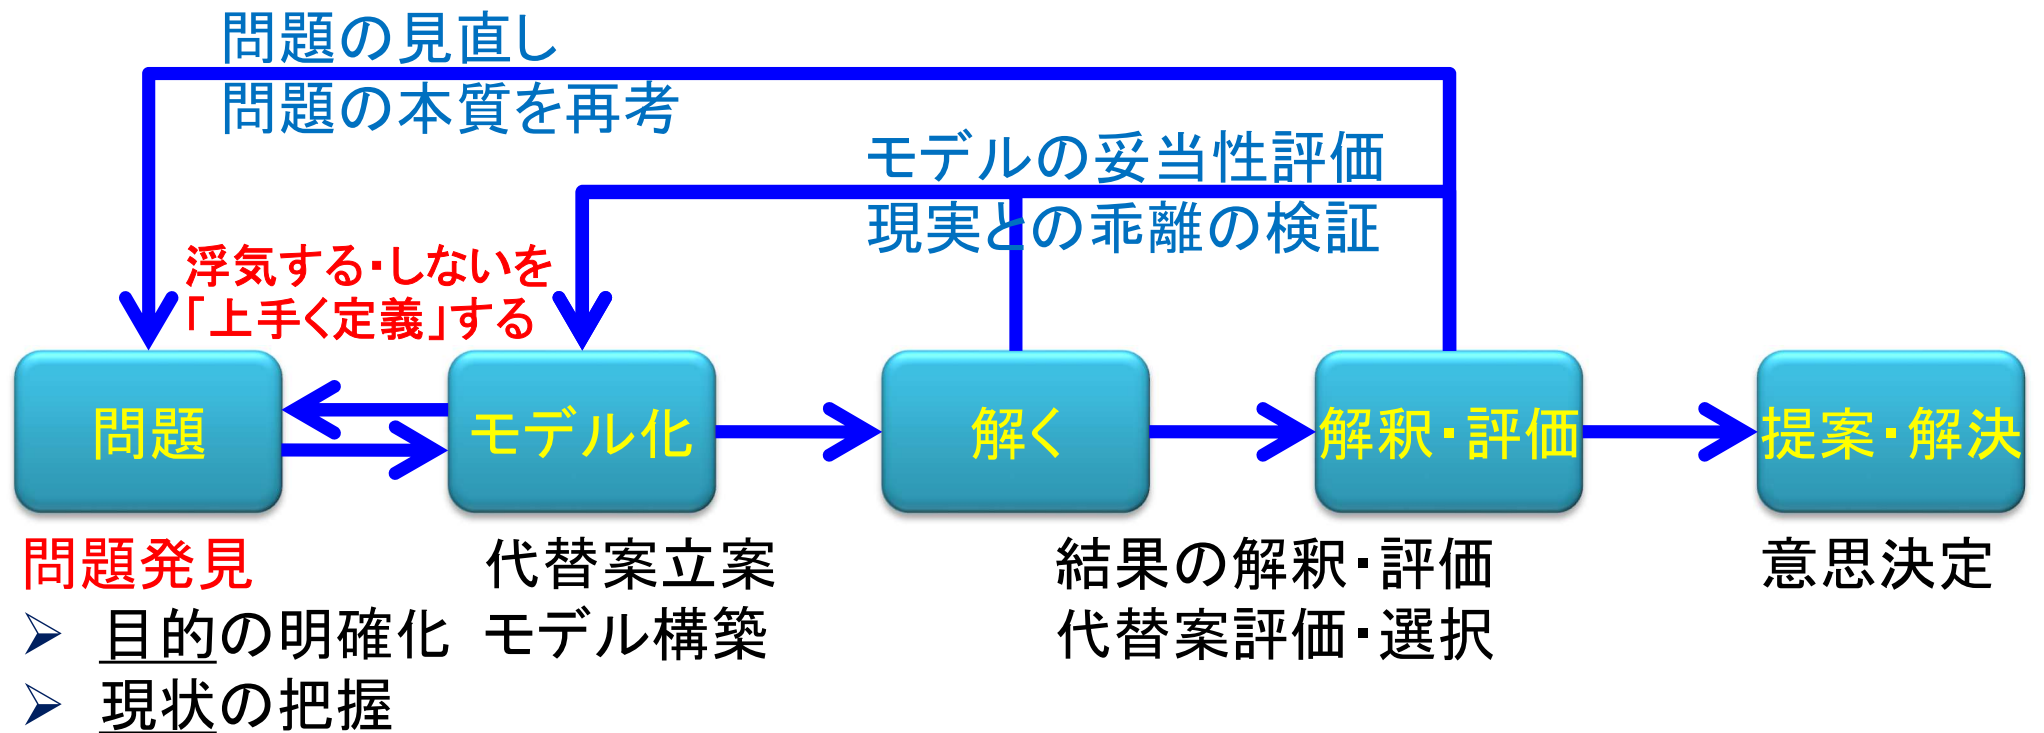 問題の見直し
問題の本質を再考
モデルの妥当性評価
現実との乖離の検証
浮気する・しないを
「上手く定義」する
問題
モデル化
解く
解釈・評価
提案・解決
問題発見
➢ 目的の明確化
➢ 現状の把握
代替案立案
モデル構築
結果の解釈・評価
代替案評価・選択
意思決定